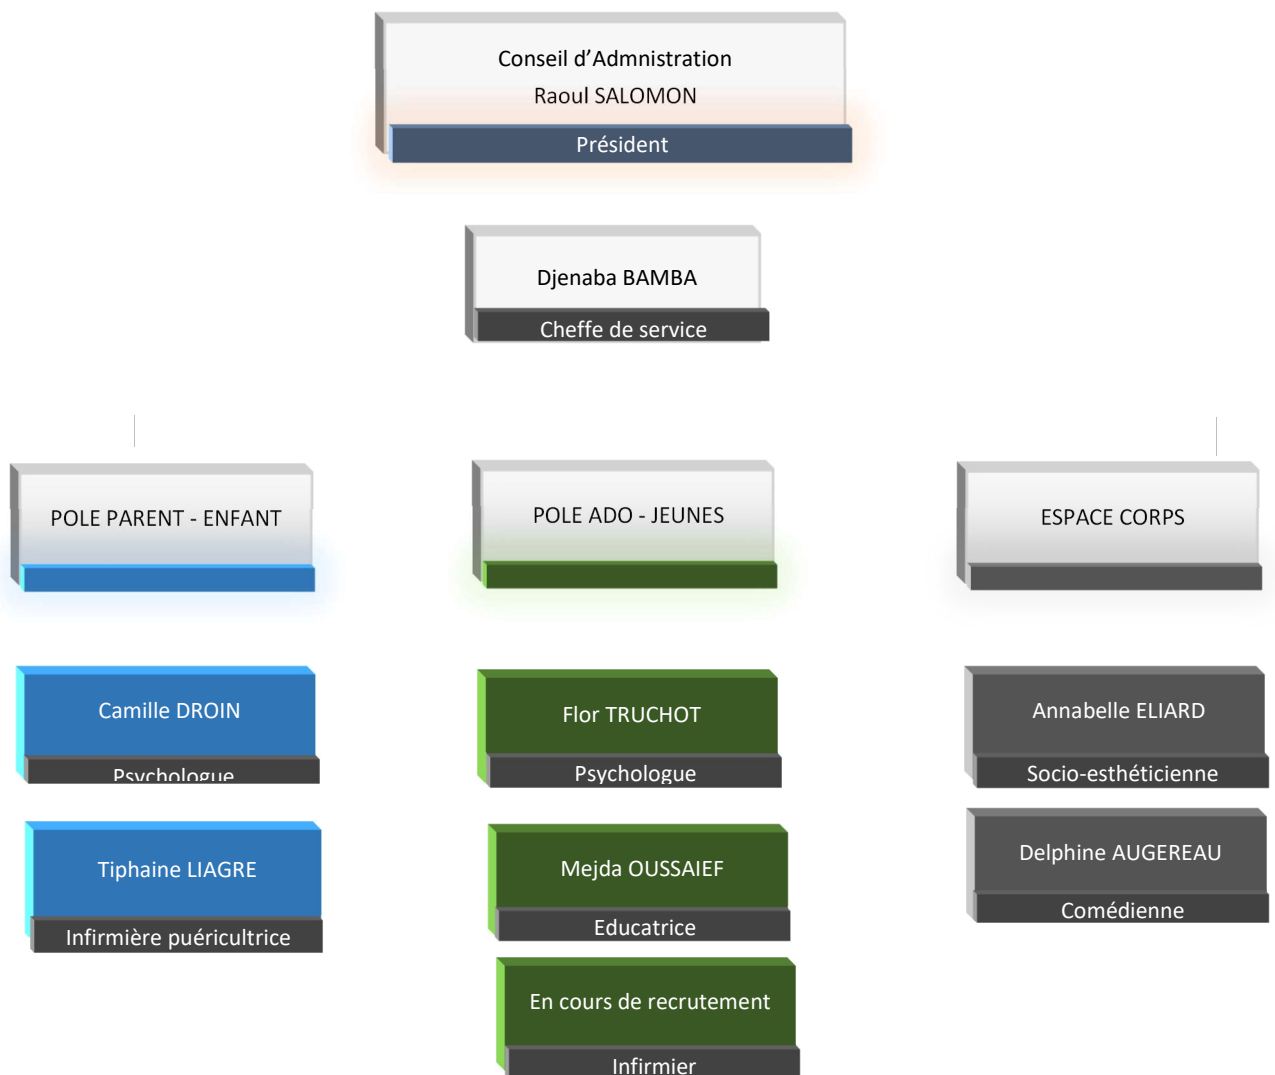 Conseil d’Admnistration
Raoul SALOMON
Président
Djenaba BAMBA
Cheffe de service
POLE PARENT - ENFANT
POLE ADO - JEUNES
ESPACE CORPS
Camille DROIN
Psychologue
Tiphaine LIAGRE
Infirmière puéricultrice
Flor TRUCHOT
Psychologue
Mejda OUSSAIEF
Educatrice
En cours de recrutement
Infirmier
Annabelle ELIARD
Socio-esthéticienne
Delphine AUGEREAU
Comédienne